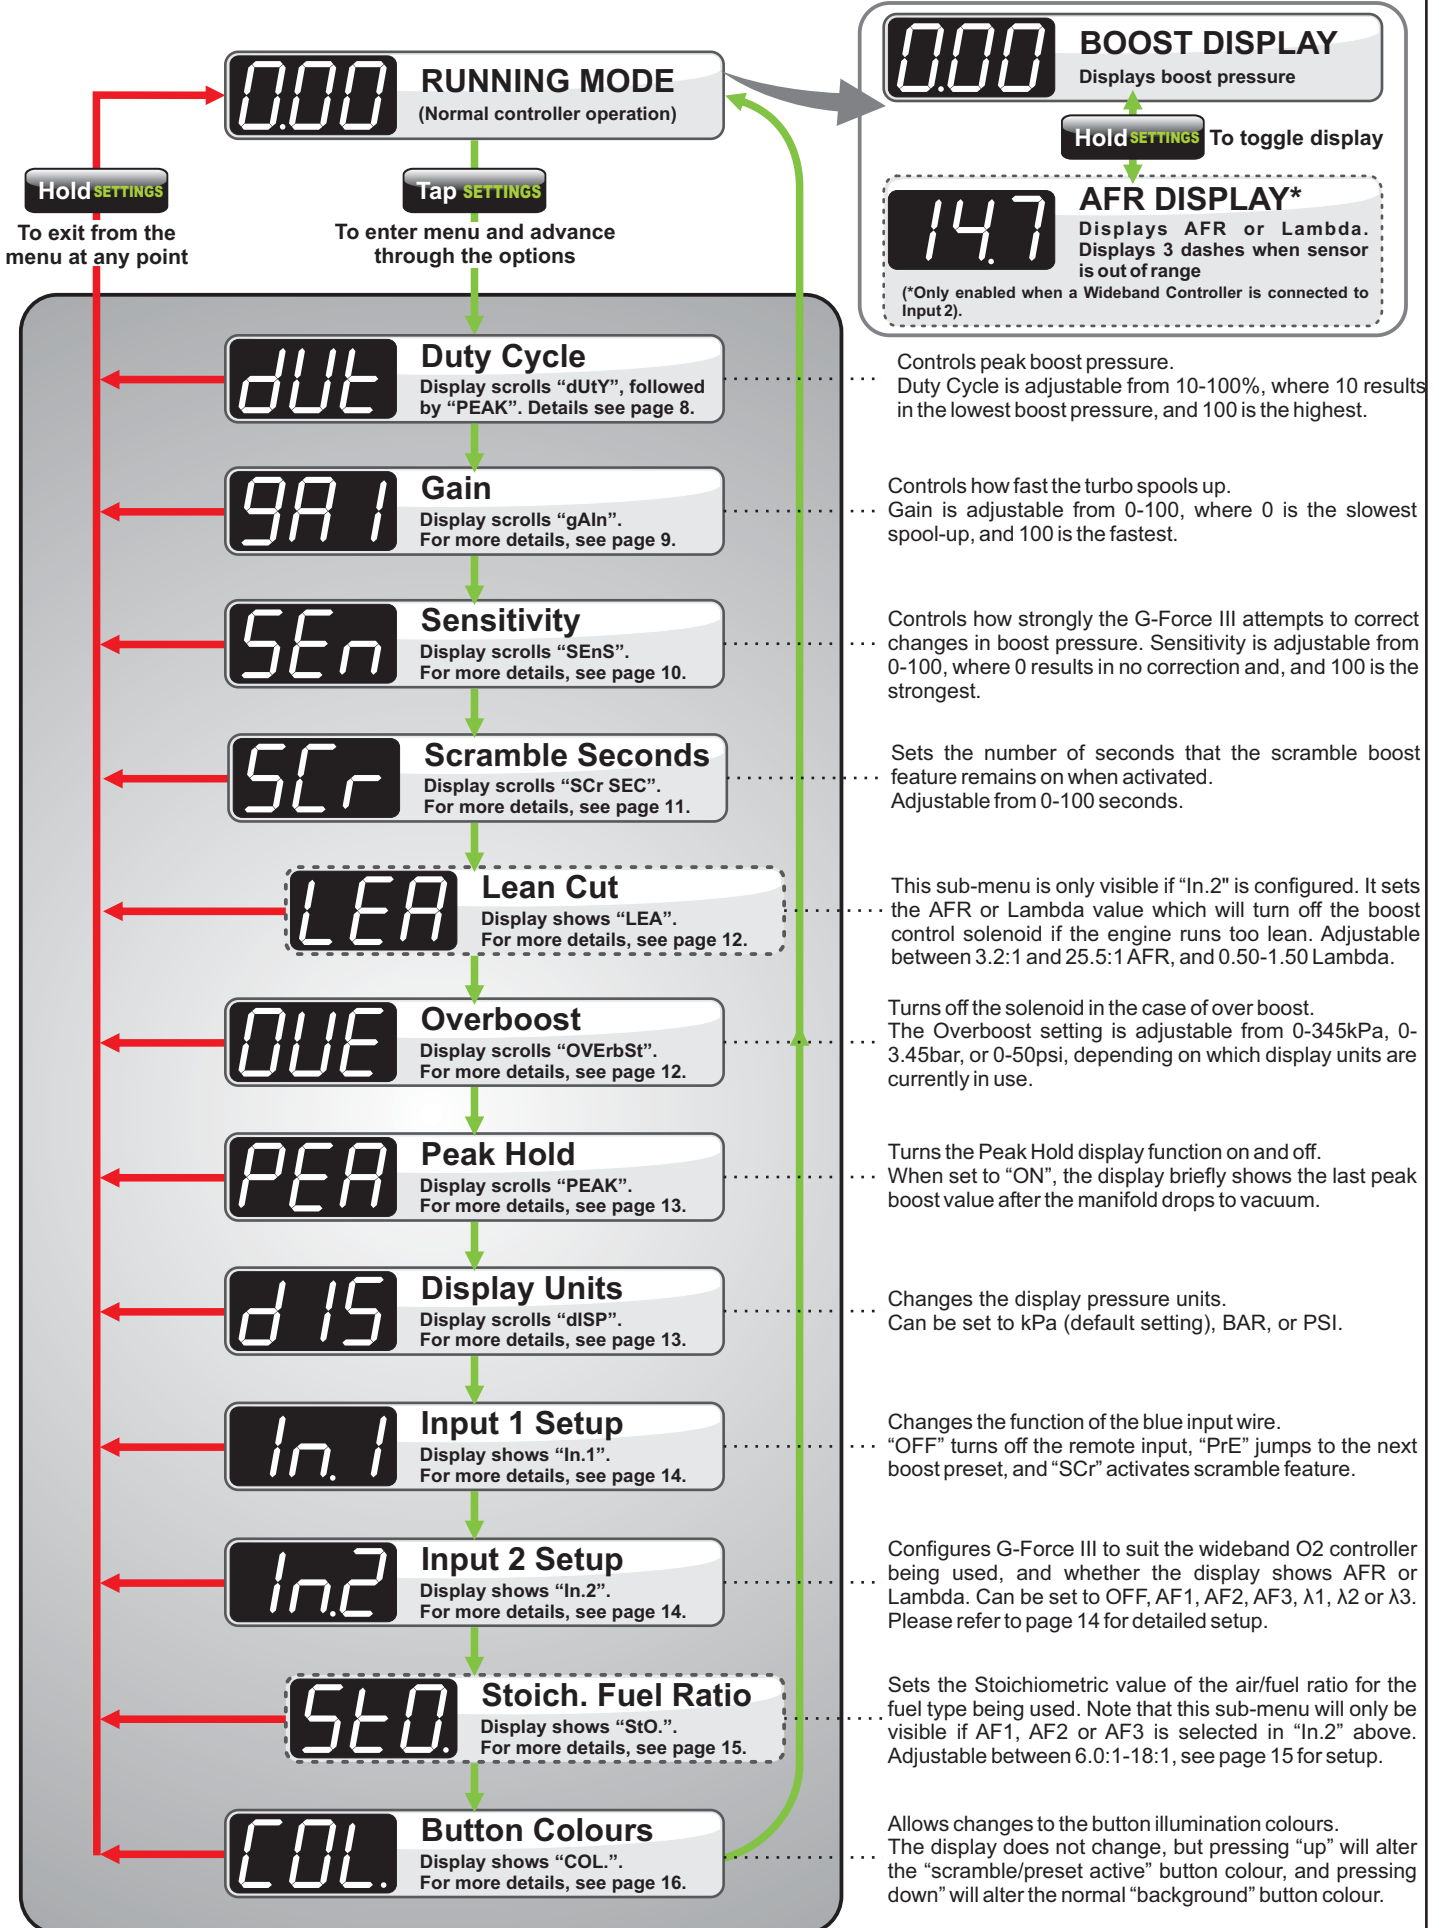 0.00
RUNNING MODE
(Normal controller operation)
0.00
BOOST DISPLAY
Displays boost pressure
Hold SETTINGS To toggle display
14.7
AFR DISPLAY*
Displays AFR or Lambda.
Displays 3 dashes when sensor
is out of range
(*Only enabled when a Wideband Controller is connected to
Input 2).
Hold SETTINGS
To exit from the
menu at any point
Tap SETTINGS
To enter menu and advance
through the options
dUt
Duty Cycle
Display scrolls “dUtY”, followed
by “PEAK”. Details see page 8.
Controls peak boost pressure.
Duty Cycle is adjustable from 10-100%, where 10 results
in the lowest boost pressure, and 100 is the highest.
gAI
Gain
Display scrolls “gAIn”.
For more details, see page 9.
Controls how fast the turbo spools up.
Gain is adjustable from 0-100, where 0 is the slowest
spool-up, and 100 is the fastest.
SEn
Sensitivity
Display scrolls “SEnS”.
For more details, see page 10.
Controls how strongly the G-Force III attempts to correct
changes in boost pressure. Sensitivity is adjustable from
0-100, where 0 results in no correction and, and 100 is the
strongest.
SCr
Scramble Seconds
Display scrolls “SCr SEC”.
For more details, see page 11.
Sets the number of seconds that the scramble boost
feature remains on when activated.
Adjustable from 0-100 seconds.
LEA
Lean Cut
Display shows “LEA”.
For more details, see page 12.
This sub-menu is only visible if “In.2" is configured. It sets
the AFR or Lambda value which will turn off the boost
control solenoid if the engine runs too lean. Adjustable
between 3.2:1 and 25.5:1 AFR, and 0.50-1.50 Lambda.
OUE
Overboost
Display scrolls “OVErbSt”.
For more details, see page 12.
Turns off the solenoid in the case of over boost.
The Overboost setting is adjustable from 0-345kPa, 0-
3.45bar, or 0-50psi, depending on which display units are
currently in use.
PEA
Peak Hold
Display scrolls “PEAK”.
For more details, see page 13.
Turns the Peak Hold display function on and off.
When set to “ON”, the display briefly shows the last peak
boost value after the manifold drops to vacuum.
dIS
Display Units
Display scrolls “dISP”.
For more details, see page 13.
Changes the display pressure units.
Can be set to kPa (default setting), BAR, or PSI.
In.1
Input 1 Setup
Display shows “In.1”.
For more details, see page 14.
Changes the function of the blue input wire.
“OFF” turns off the remote input, “PrE” jumps to the next
boost preset, and “SCr” activates scramble feature.
In.2
Input 2 Setup
Display shows “In.2”.
For more details, see page 14.
Configures G-Force III to suit the wideband O2 controller
being used, and whether the display shows AFR or
Lambda. Can be set to OFF, AF1, AF2, AF3, λ1, λ2 or λ3.
Please refer to page 14 for detailed setup.
StO.
Stoich. Fuel Ratio
Display shows “StO.”.
For more details, see page 15.
Sets the Stoichiometric value of the air/fuel ratio for the
fuel type being used. Note that this sub-menu will only be
visible if AF1, AF2 or AF3 is selected in “In.2” above.
Adjustable between 6.0:1-18:1, see page 15 for setup.
COL.
Button Colours
Display shows “COL.”.
For more details, see page 16.
Allows changes to the button illumination colours.
The display does not change, but pressing “up” will alter
the “scramble/preset active” button colour, and pressing
down” will alter the normal “background” button colour.